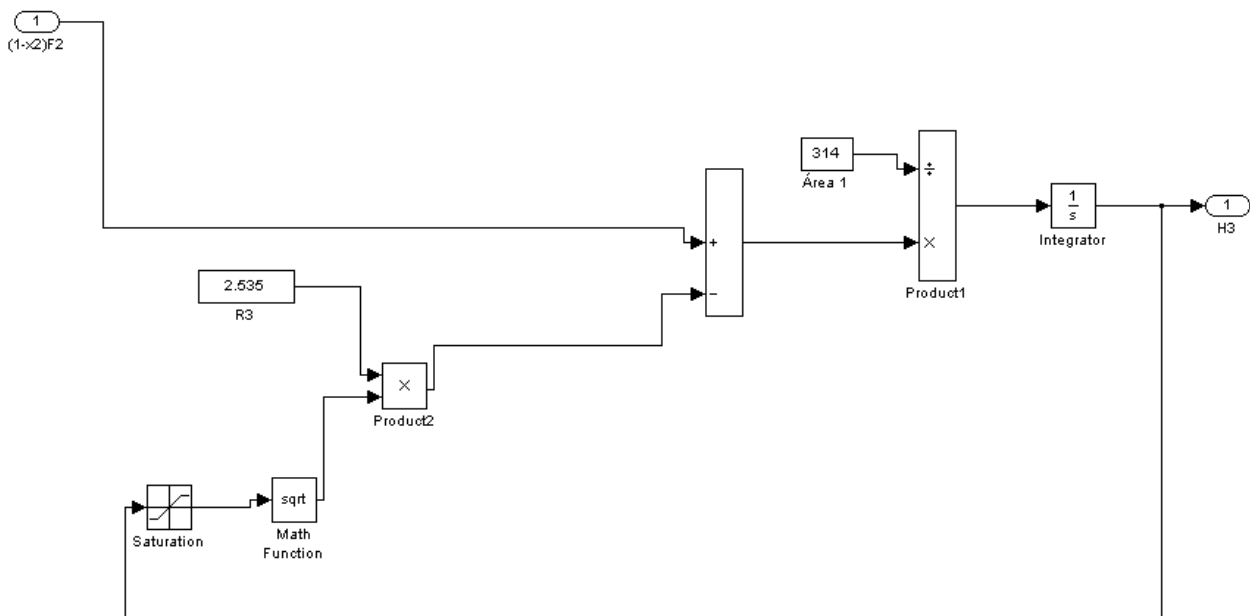 1
(1-x2)F2
314
Área 1
÷
+
×
−
Product1
1
s
Integrator
1
H3
2.535
R3
×
Product2
sqrt
Math
Function
Saturation